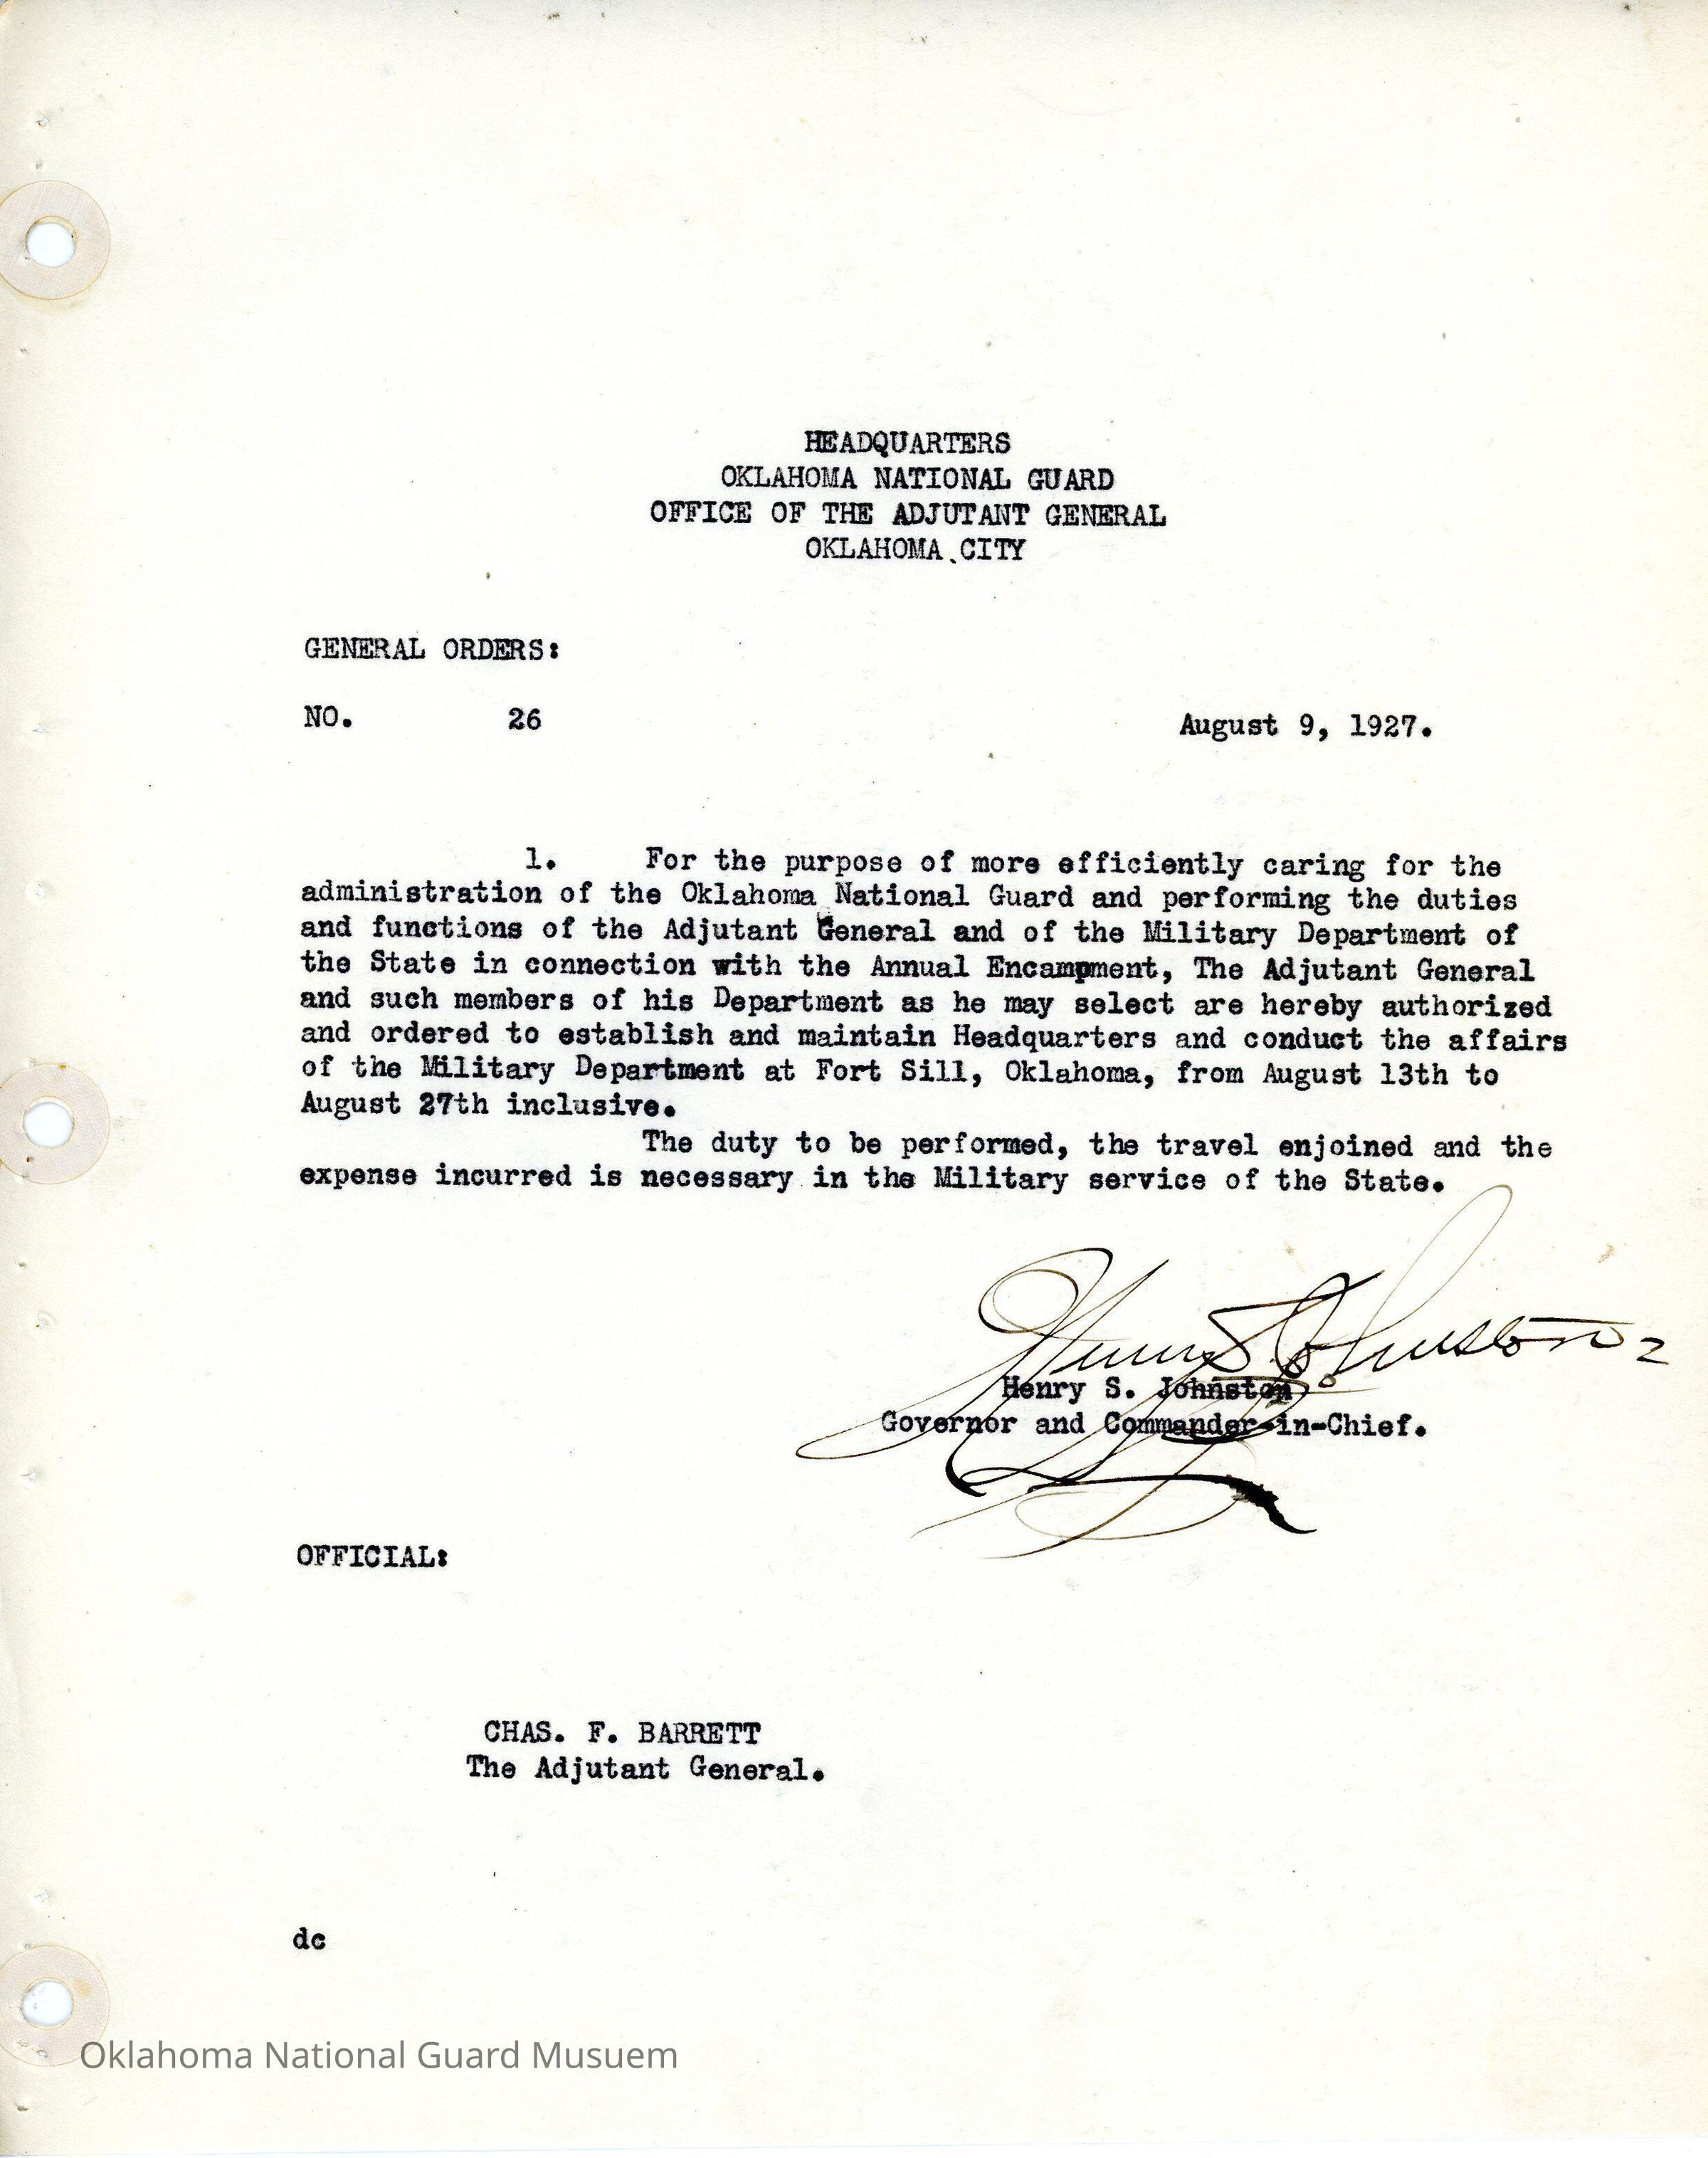 HEADQUARTERS
OKLAHOMA NATIONAL GUARD
OFFICE OF THE ADJUTANT GENERAL
OKLAHOMA CITY
GENERAL ORDERS:
NO. 26 August 9, 1927.
1. For the purpose of more efficiently caring for the
administration of the Oklahoma National Guard and performing the duties
and functions of the Adjutant General and of the Military Department of
the State in connection with the Annual Encampment, The Adjutant General
and such members of his Department as he may select are hereby authorized
and ordered to establish and maintain Headquarters and conduct the affairs
of the Military Department at Fort Sill, Oklahoma, from August 13th to
August 27th inclusive.
The duty to be performed, the travel enjoined and the
expense incurred is necessary in the Military service of the State.
Henry S Johnston
Henry S. Johnston
Governor and Commander-in-Chief.
OFFICIAL:
CHAS. F. BARRETT
The Adjutant General.
dc
Oklahoma National Guard Musuem